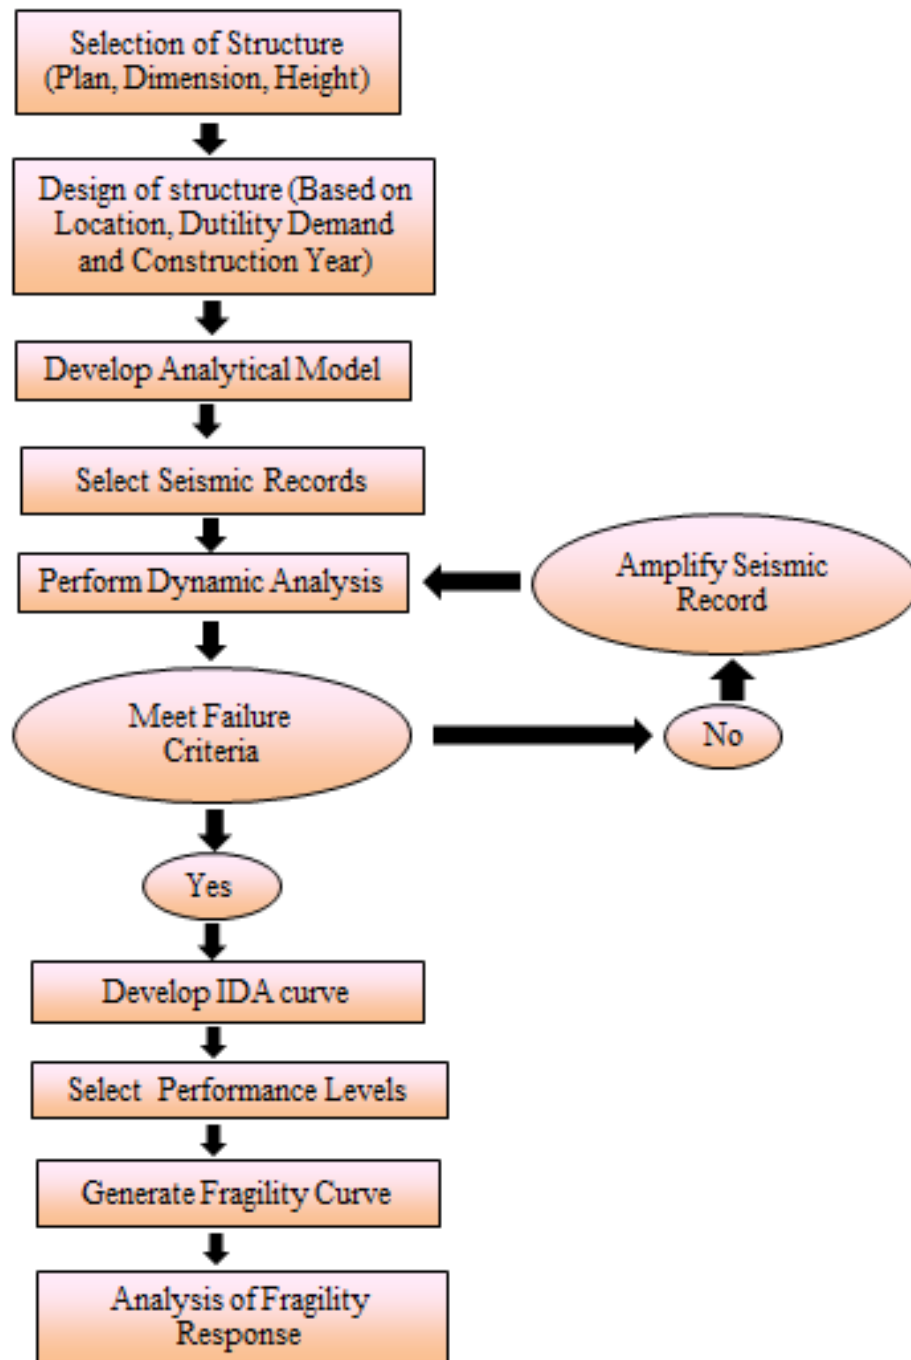 Selection of Structure
(Plan, Dimension, Height)
Design of structure (Based on
Location, Dutility Demand
and Construction Year)
Develop Analytical Model
Select Seismic Records
Perform Dynamic Analysis
Amplify Seismic
Record
Meet Failure
Criteria
No
Yes
Develop IDA curve
Select Performance Levels
Generate Fragility Curve
Analysis of Fragility
Response